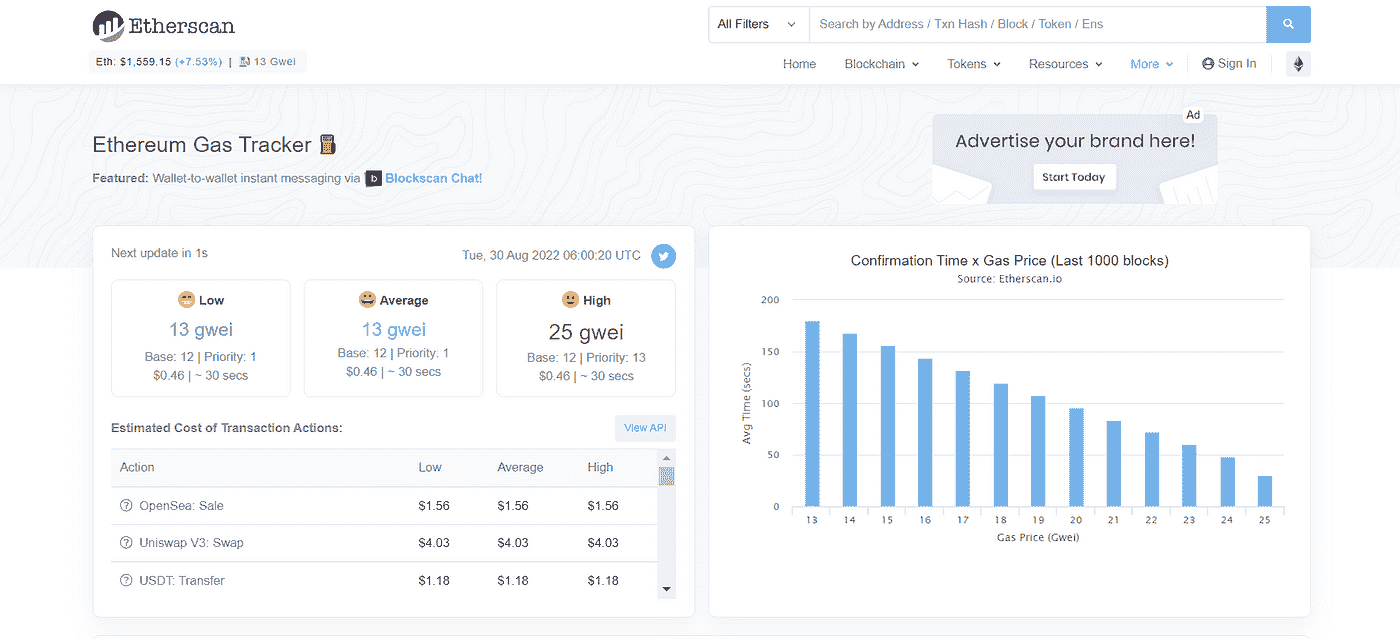 Etherscan
All Filters
Search by Address / Txn Hash / Block / Token / Ens
Eth: $1,559.15 (+7.53%) | 13 Gwei
Home Blockchain Tokens Resources More Sign In
Ethereum Gas Tracker
Featured: Wallet-to-wallet instant messaging via b Blockscan Chat!
Ad
Advertise your brand here!
Start Today
Next update in 1s
Tue, 30 Aug 2022 06:00:20 UTC
Low
13 gwei
Base: 12 | Priority: 1
$0.46 | ~ 30 secs
Average
13 gwei
Base: 12 | Priority: 1
$0.46 | ~ 30 secs
High
25 gwei
Base: 12 | Priority: 13
$0.46 | ~ 30 secs
Estimated Cost of Transaction Actions:
View API
Action Low Average High
OpenSea: Sale $1.56 $1.56 $1.56
Uniswap V3: Swap $4.03 $4.03 $4.03
USDT: Transfer $1.18 $1.18 $1.18
Confirmation Time x Gas Price (Last 1000 blocks)
Source: Etherscan.io
Avg Time (secs)
200
150
100
50
0
13 14 15 16 17 18 19 20 21 22 23 24 25
Gas Price (Gwei)